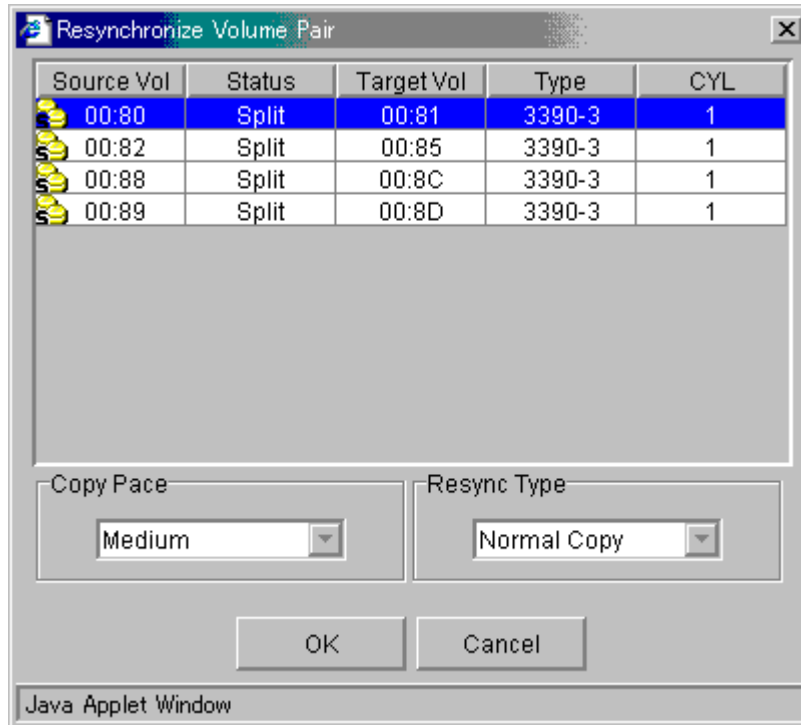 Resynchronize Volume Pair
Source Vol Status Target Vol Type CYL
00:80 Split 00:81 3390-3 1
00:82 Split 00:85 3390-3 1
00:88 Split 00:8C 3390-3 1
00:89 Split 00:8D 3390-3 1
Copy Pace Resync Type
Medium Normal Copy
OK Cancel
Java Applet Window